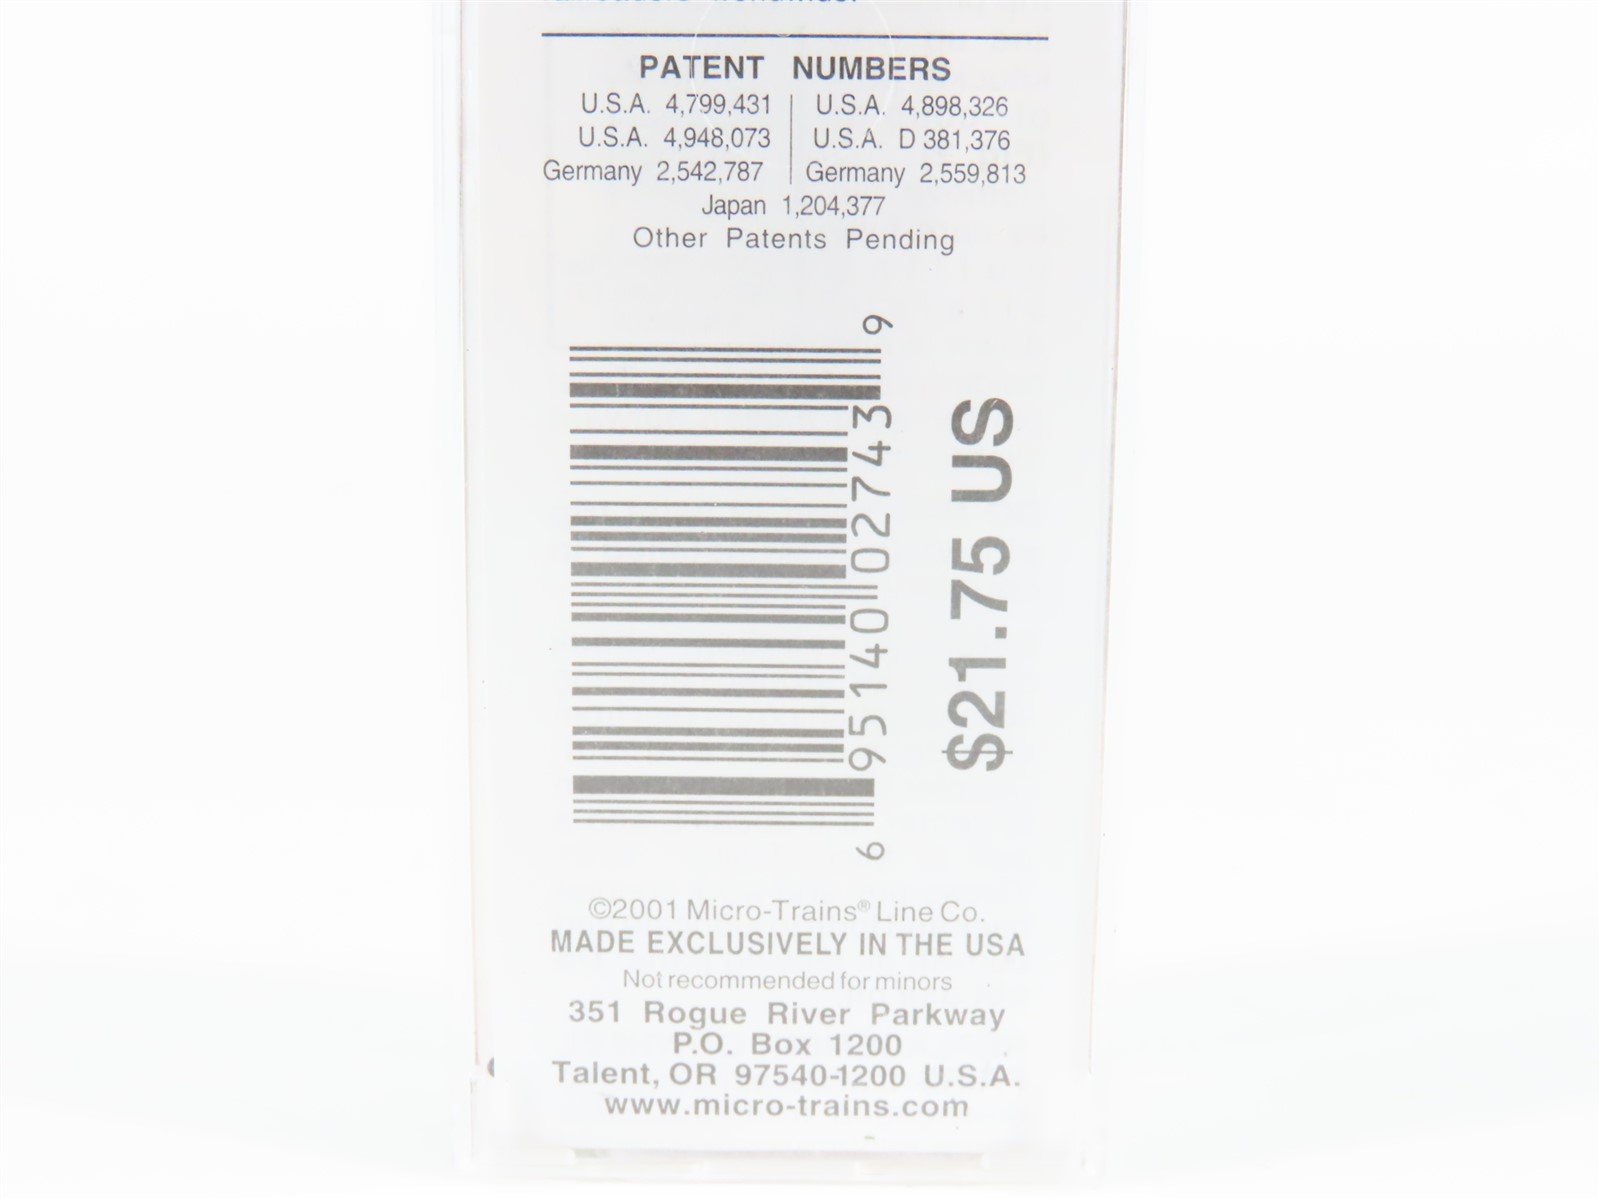 PATENT NUMBERS
U.S.A. 4,799,431 | U.S.A. 4,898,326
U.S.A. 4,948,073 | U.S.A. D 381,376
Germany 2,542,787 | Germany 2,559,813
Japan 1,204,377
Other Patents Pending
6 95140 02743 9
$21.75 US
©2001 Micro-Trains® Line Co.
MADE EXCLUSIVELY IN THE USA
Not recommended for minors
351 Rogue River Parkway
P.O. Box 1200
Talent, OR 97540-1200 U.S.A.
www.micro-trains.com